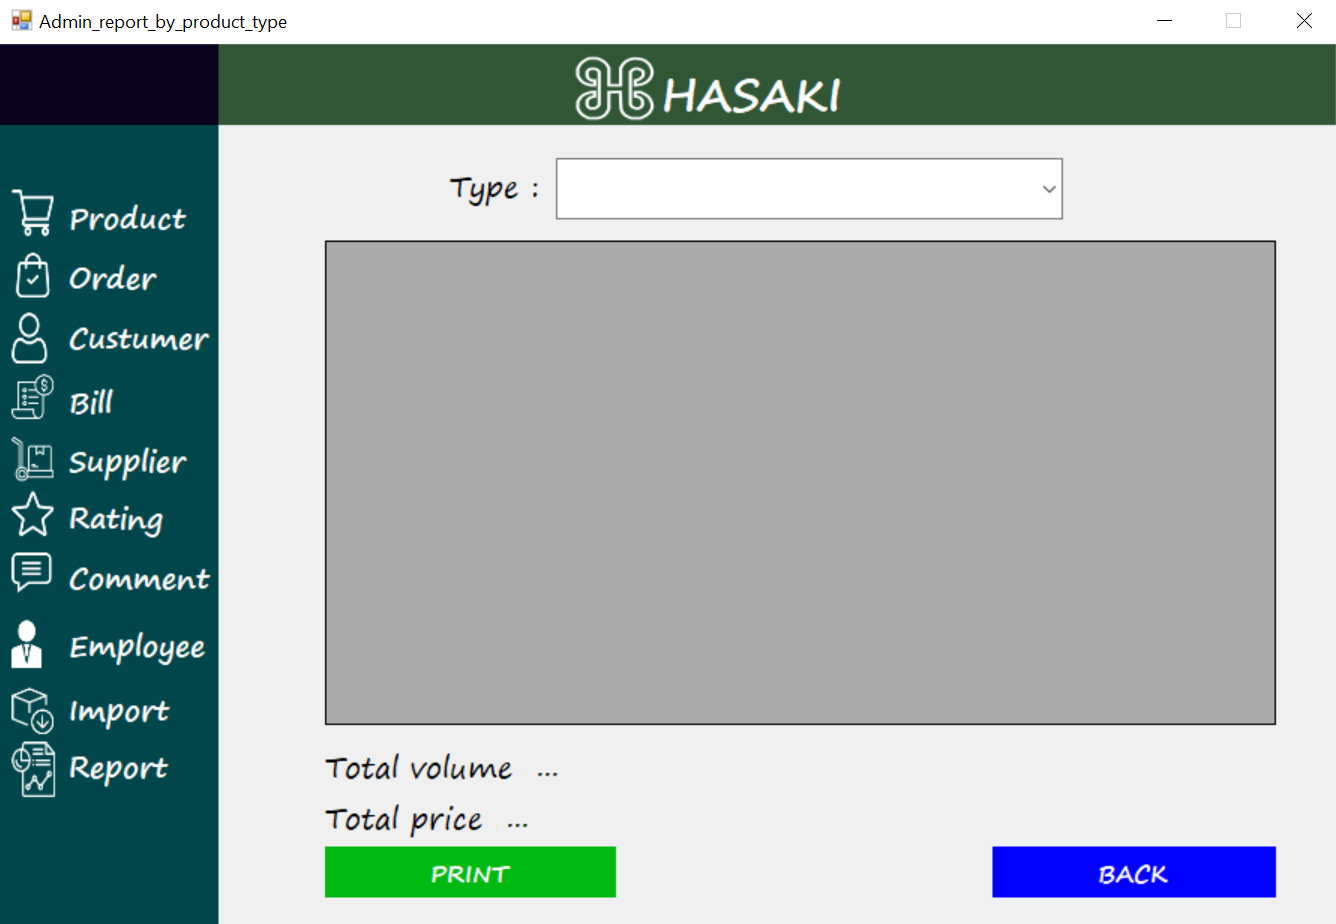 Admin_report_by_product_type
HASAKI
Product
Order
Custumer
Bill
Supplier
Rating
Comment
Employee
Import
Report
Type :
Total volume ...
Total price ...
PRINT
BACK